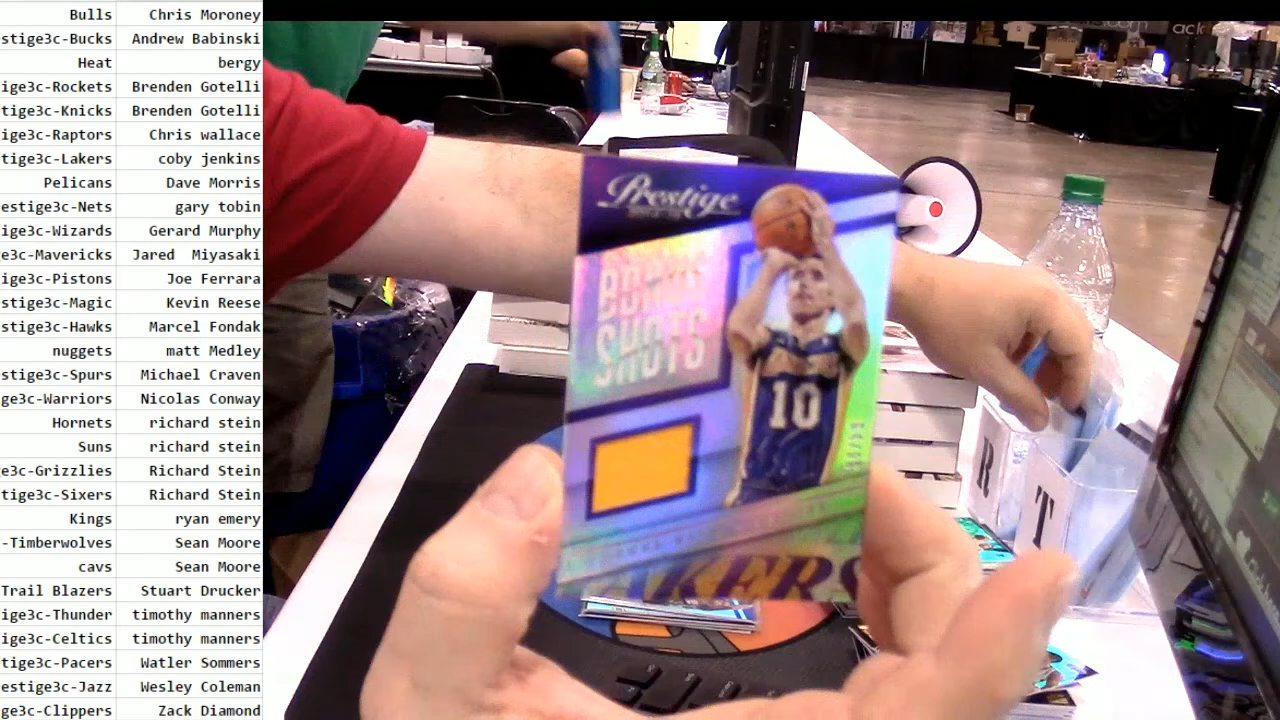 Bulls Chris Moroney
stige3c-Bucks Andrew Babinski
Heat bergy
ige3c-Rockets Brenden Gotelli
tige3c-Knicks Brenden Gotelli
ige3c-Raptors Chris wallace
tige3c-Lakers coby jenkins
Pelicans Dave Morris
estige3c-Nets gary tobin
ige3c-Wizards Gerard Murphy
e3c-Mavericks Jared Miyasaki
ige3c-Pistons Joe Ferrara
stige3c-Magic Kevin Reese
stige3c-Hawks Marcel Fondak
nuggets matt Medley
stige3c-Spurs Michael Craven
ge3c-Warriors Nicolas Conway
Hornets richard stein
Suns richard stein
e3c-Grizzlies Richard Stein
tige3c-Sixers Richard Stein
Kings ryan emery
-Timberwolves Sean Moore
cavs Sean Moore
Trail Blazers Stuart Drucker
ige3c-Thunder timothy manners
ige3c-Celtics timothy manners
tige3c-Pacers Watler Sommers
estige3c-Jazz Wesley Coleman
ge3c-Clippers Zack Diamond
Prestige
SHOTS
10
AKERS
R
T